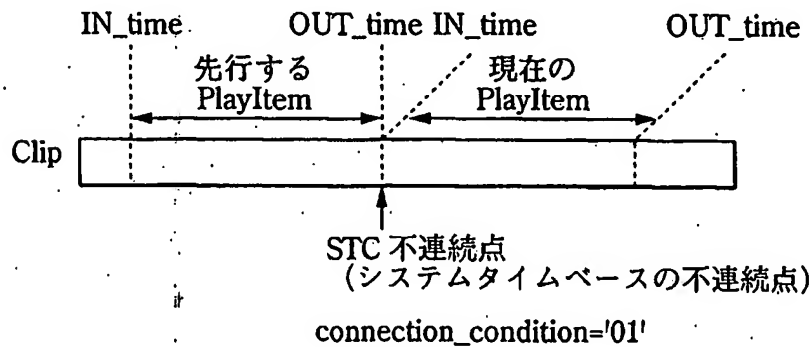 IN_time OUT_time IN_time OUT_time
先行する 現在の
PlayItem PlayItem
Clip
STC 不連続点
(システムタイムベースの不連続点)
connection_condition='01'